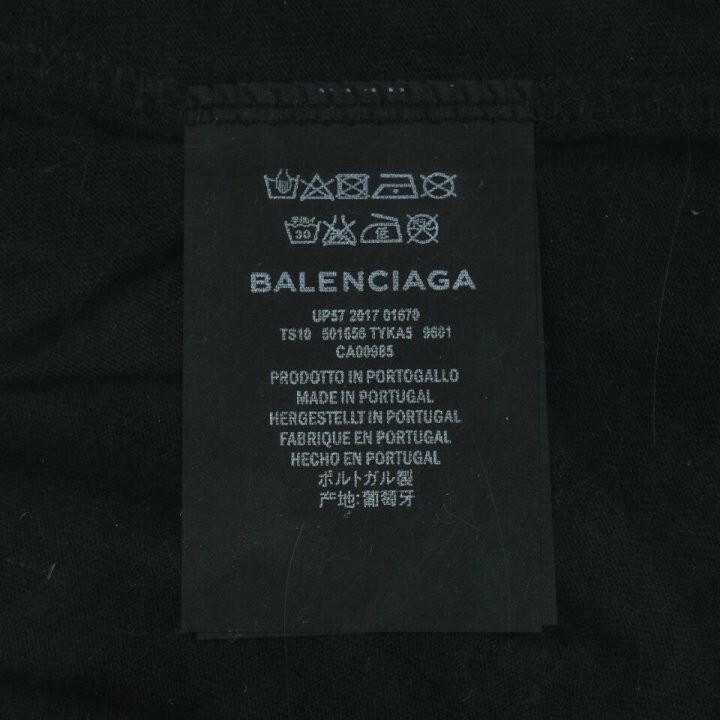 30
BALENCIAGA
UP57 2017 01670
TS10 501656 TYKA5 9601
CA00985
PRODOTTO IN PORTOGALLO
MADE IN PORTUGAL
HERGESTELLT IN PORTUGAL
FABRIQUE EN PORTUGAL
HECHO EN PORTUGAL
ポルトガル製
产地:葡萄牙